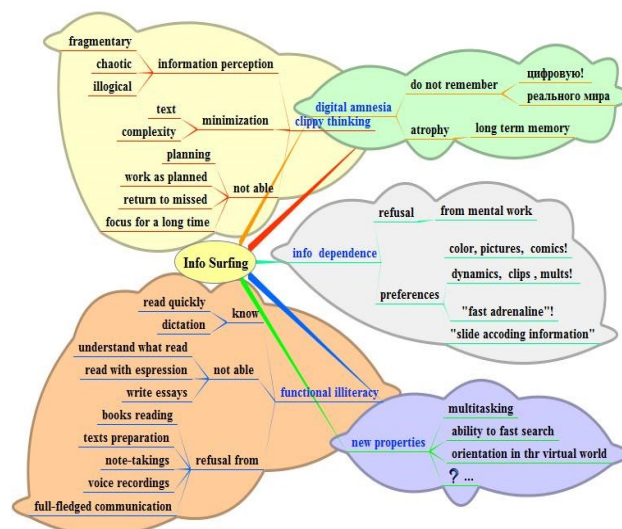 fragmentary
chaotic
illogical
information perception
text
complexity
minimization
planning
work as planned
return to missed
focus for a long time
not able
clippy thinking
digital amnesia
do not remember
цифровую!
реального мира
atrophy
long term memory
Info Surfing
info dependence
refusal
from mental work
preferences
color, pictures, comics!
dynamics, clips , mults!
"fast adrenaline"!
"slide accoding information"
read quickly
dictation
know
understand what read
read with espression
write essays
not able
functional illiteracy
books reading
texts preparation
note-takings
voice recordings
full-fledged communication
refusal from
new properties
multitasking
ability to fast search
orientation in thr virtual world
? ...